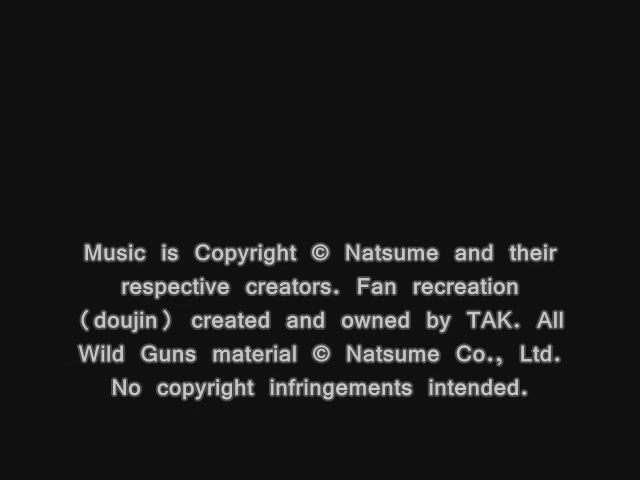 Music is Copyright © Natsume and their
respective creators. Fan recreation
(doujin) created and owned by TAK. All
Wild Guns material © Natsume Co., Ltd.
No copyright infringements intended.